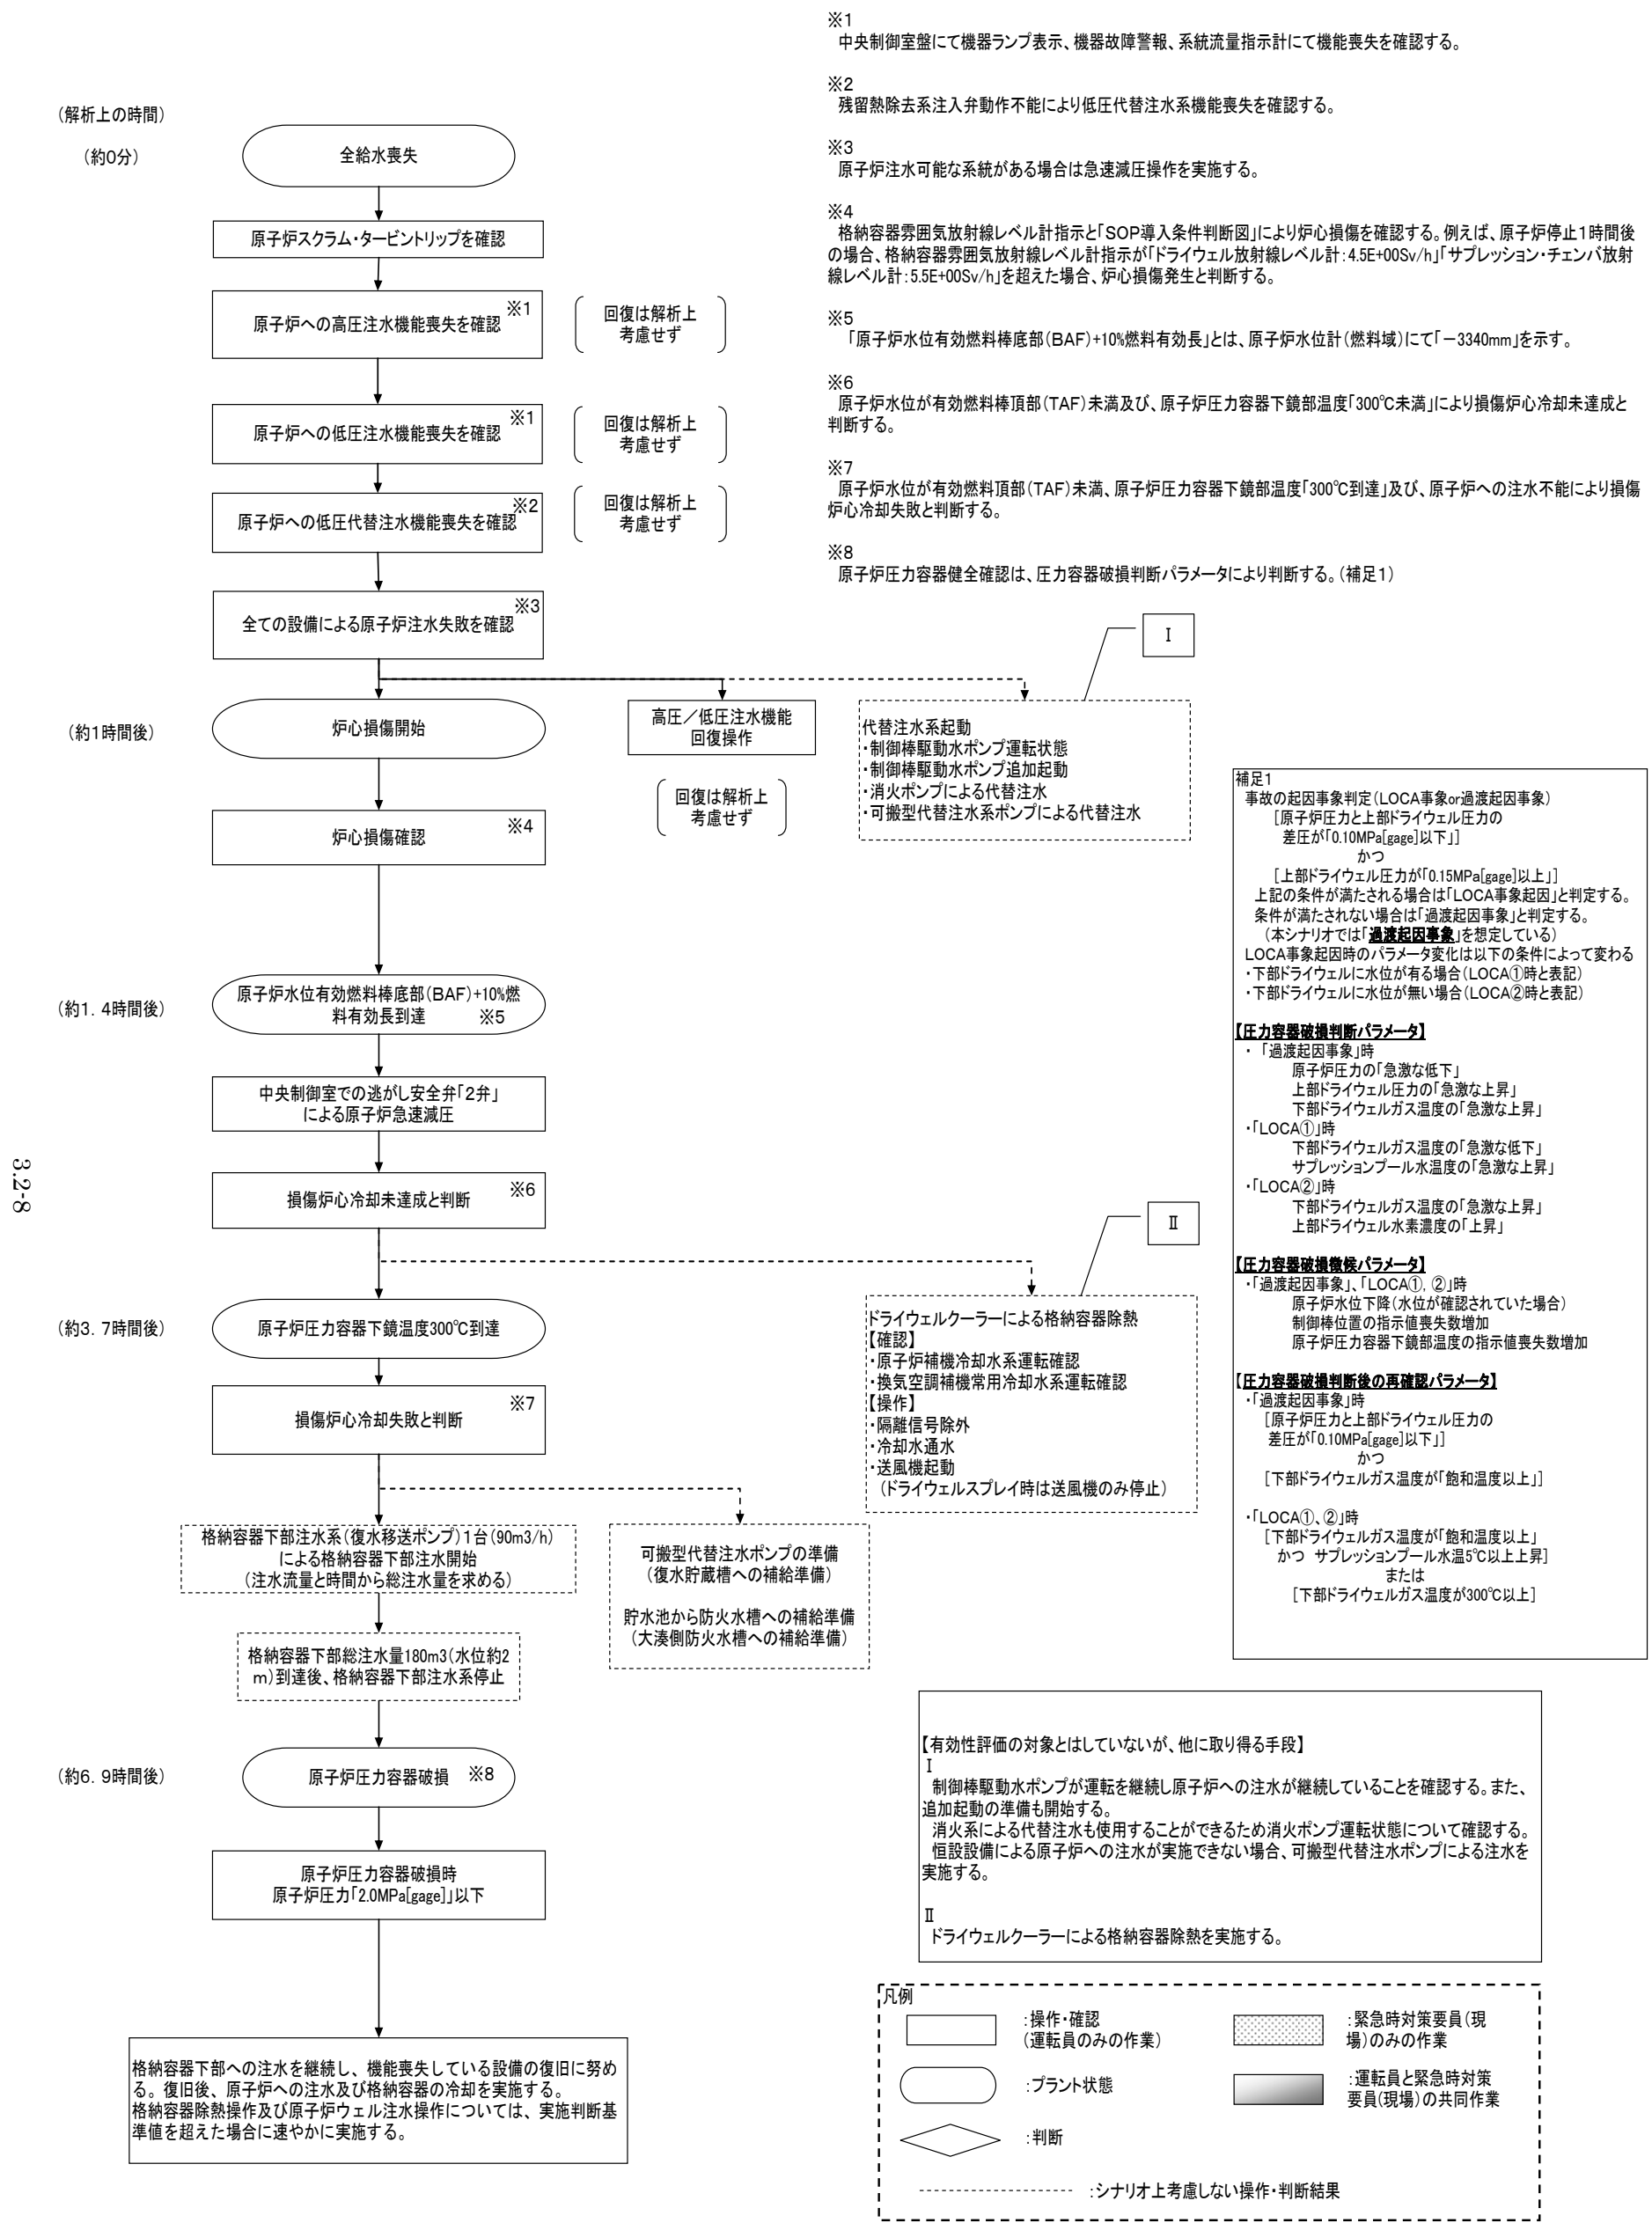 ※1
中央制御室盤にて機器ランプ表示、機器故障警報、系統流量指示計にて機能喪失を確認する。
※2
残留熱除去系注入弁動作不能により低圧代替注水系機能喪失を確認する。
※3
原子炉注水可能な系統がある場合は急速減圧操作を実施する。
※4
格納容器雰囲気放射線レベル計指示と「SOP導入条件判断図」により炉心損傷を確認する。例えば、原子炉停止1時間後
の場合、格納容器雰囲気放射線レベル計指示が「ドライウェル放射線レベル計:4.5E+00Sv/h」「サプレッション・チェンバ放射
線レベル計:5.5E+00Sv/h」を超えた場合、炉心損傷発生と判断する。
※5
「原子炉水位有効燃料棒底部(BAF)+10%燃料有効長」とは、原子炉水位計(燃料域)にて「－3340mm」を示す。
※6
原子炉水位が有効燃料棒頂部(TAF)未満及び、原子炉圧力容器下鏡部温度「300℃未満」により損傷炉心冷却未達成と
判断する。
※7
原子炉水位が有効燃料頂部(TAF)未満、原子炉圧力容器下鏡部温度「300℃到達」及び、原子炉への注水不能により損傷
炉心冷却失敗と判断する。
※8
原子炉圧力容器健全確認は、圧力容器破損判断パラメータにより判断する。(補足1)
(解析上の時間)
(約0分)
全給水喪失
原子炉スクラム・タービントリップを確認
原子炉への高圧注水機能喪失を確認 ※1
回復は解析上
考慮せず
原子炉への低圧注水機能喪失を確認 ※1
回復は解析上
考慮せず
原子炉への低圧代替注水機能喪失を確認 ※2
回復は解析上
考慮せず
全ての設備による原子炉注水失敗を確認 ※3
Ⅰ
(約1時間後)
炉心損傷開始
高圧／低圧注水機能
回復操作
回復は解析上
考慮せず
代替注水系起動
・制御棒駆動水ポンプ運転状態
・制御棒駆動水ポンプ追加起動
・消火ポンプによる代替注水
・可搬型代替注水系ポンプによる代替注水
炉心損傷確認 ※4
(約1. 4時間後)
原子炉水位有効燃料棒底部(BAF)+10%燃
料有効長到達 ※5
中央制御室での逃がし安全弁「2弁」
による原子炉急速減圧
損傷炉心冷却未達成と判断 ※6
Ⅱ
(約3. 7時間後)
原子炉圧力容器下鏡温度300℃到達
ドライウェルクーラーによる格納容器除熱
【確認】
・原子炉補機冷却水系運転確認
・換気空調補機常用冷却水系運転確認
【操作】
・隔離信号除外
・冷却水通水
・送風機起動
(ドライウェルスプレイ時は送風機のみ停止)
損傷炉心冷却失敗と判断 ※7
格納容器下部注水系(復水移送ポンプ)1台(90m3/h)
による格納容器下部注水開始
(注水流量と時間から総注水量を求める)
可搬型代替注水ポンプの準備
(復水貯蔵槽への補給準備)
貯水池から防火水槽への補給準備
(大湊側防火水槽への補給準備)
格納容器下部総注水量180m3(水位約2
m)到達後、格納容器下部注水系停止
(約6. 9時間後)
原子炉圧力容器破損 ※8
原子炉圧力容器破損時
原子炉圧力「2.0MPa[gage]」以下
格納容器下部への注水を継続し、機能喪失している設備の復旧に努め
る。復旧後、原子炉への注水及び格納容器の冷却を実施する。
格納容器除熱操作及び原子炉ウェル注水操作については、実施判断基
準値を超えた場合に速やかに実施する。
補足1
事故の起因事象判定(LOCA事象or過渡起因事象)
[原子炉圧力と上部ドライウェル圧力の
差圧が「0.10MPa[gage]以下」]
かつ
[上部ドライウェル圧力が「0.15MPa[gage]以上」]
上記の条件が満たされる場合は「LOCA事象起因」と判定する。
条件が満たされない場合は「過渡起因事象」と判定する。
(本シナリオでは「過渡起因事象」を想定している)
LOCA事象起因時のパラメータ変化は以下の条件によって変わる
・下部ドライウェルに水位が有る場合(LOCA①時と表記)
・下部ドライウェルに水位が無い場合(LOCA②時と表記)
【圧力容器破損判断パラメータ】
・「過渡起因事象」時
原子炉圧力の「急激な低下」
上部ドライウェル圧力の「急激な上昇」
下部ドライウェルガス温度の「急激な上昇」
・「LOCA①」時
下部ドライウェルガス温度の「急激な低下」
サプレッションプール水温度の「急激な上昇」
・「LOCA②」時
下部ドライウェルガス温度の「急激な上昇」
上部ドライウェル水素濃度の「上昇」
【圧力容器破損徴候パラメータ】
・「過渡起因事象」、「LOCA①, ②」時
原子炉水位下降(水位が確認されていた場合)
制御棒位置の指示値喪失数増加
原子炉圧力容器下鏡部温度の指示値喪失数増加
【圧力容器破損判断後の再確認パラメータ】
・「過渡起因事象」時
[原子炉圧力と上部ドライウェル圧力の
差圧が「0.10MPa[gage]以下」]
かつ
[下部ドライウェルガス温度が「飽和温度以上」]
・「LOCA①、②」時
[下部ドライウェルガス温度が「飽和温度以上」
かつ サプレッションプール水温5℃以上上昇]
または
[下部ドライウェルガス温度が300℃以上]
【有効性評価の対象とはしていないが、他に取り得る手段】
Ⅰ
制御棒駆動水ポンプが運転を継続し原子炉への注水が継続していることを確認する。また、
追加起動の準備も開始する。
消火系による代替注水も使用することができるため消火ポンプ運転状態について確認する。
恒設設備による原子炉への注水が実施できない場合、可搬型代替注水ポンプによる注水を
実施する。
Ⅱ
ドライウェルクーラーによる格納容器除熱を実施する。
凡例
:操作・確認
(運転員のみの作業)
:緊急時対策要員(現
場)のみの作業
:プラント状態
:運転員と緊急時対策
要員(現場)の共同作業
:判断
:シナリオ上考慮しない操作・判断結果
3.2-8